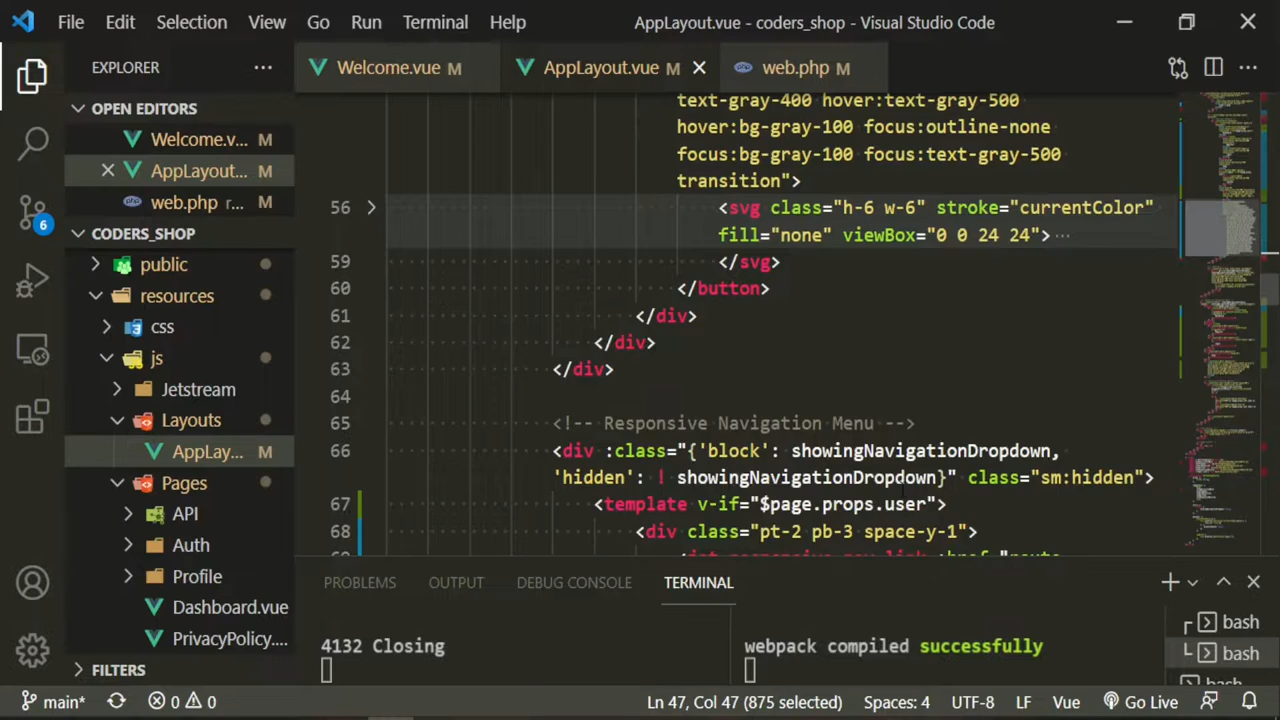 File Edit Selection View Go Run Terminal Help AppLayout.vue - coders_shop - Visual Studio Code
EXPLORER
Welcome.vue M
AppLayout.vue M
web.php M
OPEN EDITORS
Welcome.v... M
AppLayout... M
web.php r... M
CODERS_SHOP
public
resources
css
js
Jetstream
Layouts
AppLay... M
Pages
API
Auth
Profile
Dashboard.vue
PrivacyPolicy....
FILTERS
6
text-gray-400 hover:text-gray-500
hover:bg-gray-100 focus:outline-none
focus:bg-gray-100 focus:text-gray-500
transition">
56 <svg class="h-6 w-6" stroke="currentColor"
fill="none" viewBox="0 0 24 24"> ...
59 </svg>
60 </button>
61 </div>
62 </div>
63 </div>
64
65 <!-- Responsive Navigation Menu -->
66 <div :class="{'block': showingNavigationDropdown,
'hidden': ! showingNavigationDropdown}" class="sm:hidden">
67 <template v-if="$page.props.user">
68 <div class="pt-2 pb-3 space-y-1">
PROBLEMS OUTPUT DEBUG CONSOLE TERMINAL
4132 Closing
webpack compiled successfully
bash
bash
main* 0 0 Ln 47, Col 47 (875 selected) Spaces: 4 UTF-8 LF Vue Go Live